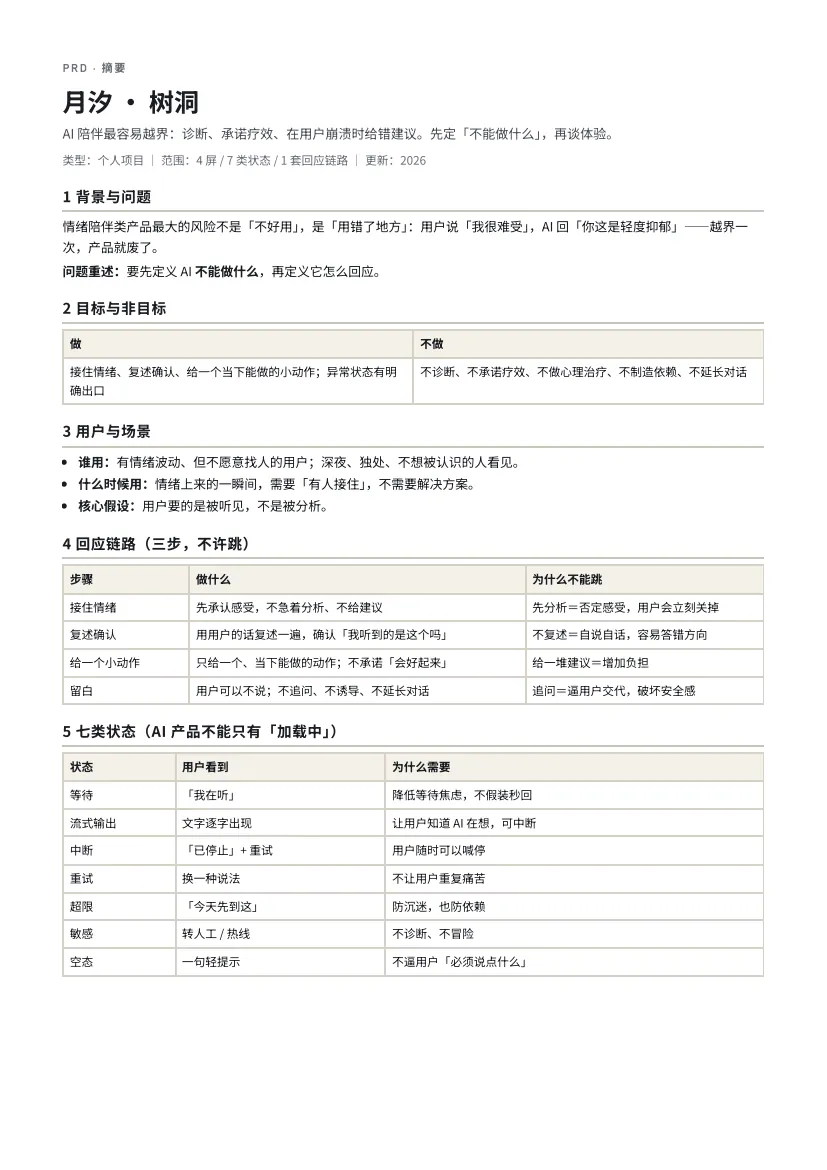 PRD · 摘要
月汐 · 树洞
AI 陪伴最容易越界：诊断、承诺疗效、在用户崩溃时给错建议。先定「不能做什么」，再谈体验。
类型：个人项目 | 范围：4 屏 / 7 类状态 / 1 套回应链路 | 更新：2026
1 背景与问题
情绪陪伴类产品最大的风险不是「不好用」，是「用错了地方」：用户说「我很难受」，AI 回「你这是轻度抑郁」——越界一
次，产品就废了。
问题重述：要先定义 AI 不能做什么，再定义它怎么回应。
2 目标与非目标
做 不做
接住情绪、复述确认、给一个当下能做的小动作；异常状态有明
确出口
不诊断、不承诺疗效、不做心理治疗、不制造依赖、不延长对话
3 用户与场景
• 谁用：有情绪波动、但不愿意找人的用户；深夜、独处、不想被认识的人看见。
• 什么时候用：情绪上来的一瞬间，需要「有人接住」，不需要解决方案。
• 核心假设：用户要的是被听见，不是被分析。
4 回应链路（三步，不许跳）
步骤 做什么 为什么不能跳
接住情绪 先承认感受，不急着分析、不给建议 先分析＝否定感受，用户会立刻关掉
复述确认 用用户的话复述一遍，确认「我听到的是这个吗」 不复述＝自说自话，容易答错方向
给一个小动作 只给一个、当下能做的动作；不承诺「会好起来」 给一堆建议＝增加负担
留白 用户可以不说；不追问、不诱导、不延长对话 追问＝逼用户交代，破坏安全感
5 七类状态（AI 产品不能只有「加载中」）
状态 用户看到 为什么需要
等待 「我在听」 降低等待焦虑，不假装秒回
流式输出 文字逐字出现 让用户知道 AI 在想，可中断
中断 「已停止」+ 重试 用户随时可以喊停
重试 换一种说法 不让用户重复痛苦
超限 「今天先到这」 防沉迷，也防依赖
敏感 转人工 / 热线 不诊断、不冒险
空态 一句轻提示 不逼用户「必须说点什么」